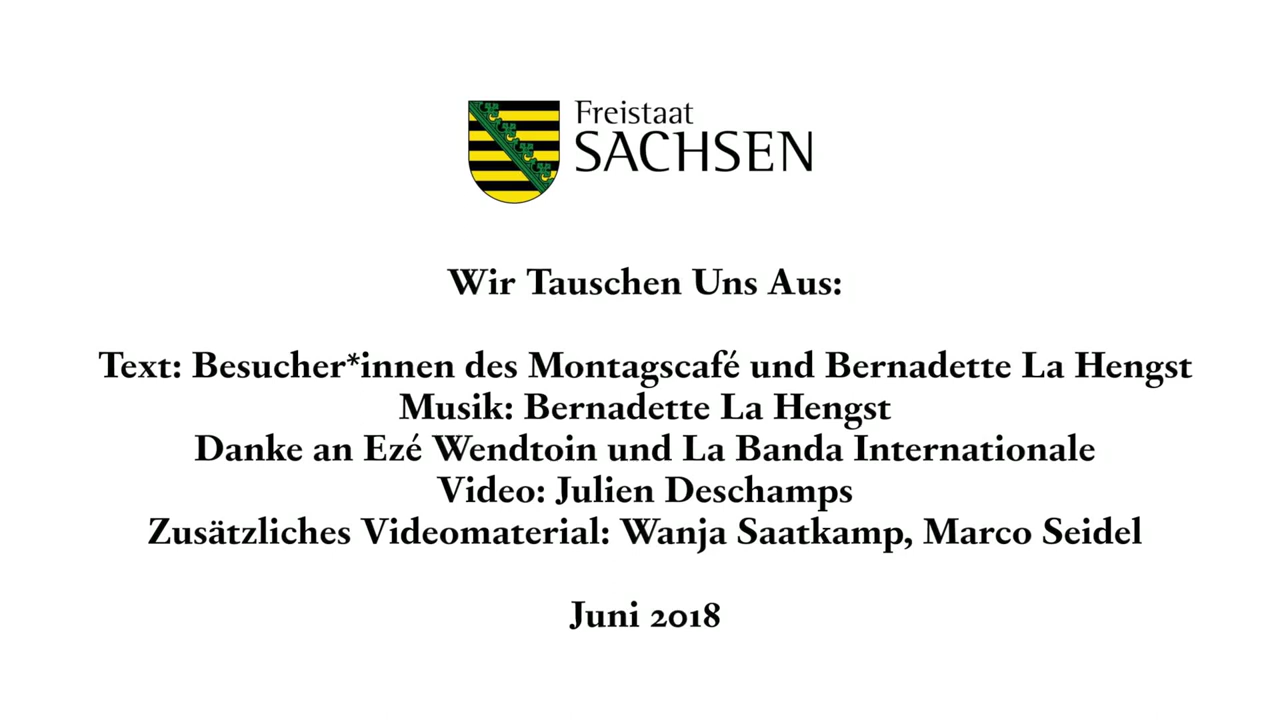 Freistaat
SACHSEN
Wir Tauschen Uns Aus:
Text: Besucher*innen des Montagscafé und Bernadette La Hengst
Musik: Bernadette La Hengst
Danke an Ezé Wendtoin und La Banda Internationale
Video: Julien Deschamps
Zusätzliches Videomaterial: Wanja Saatkamp, Marco Seidel
Juni 2018